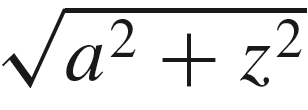 √a² + z²